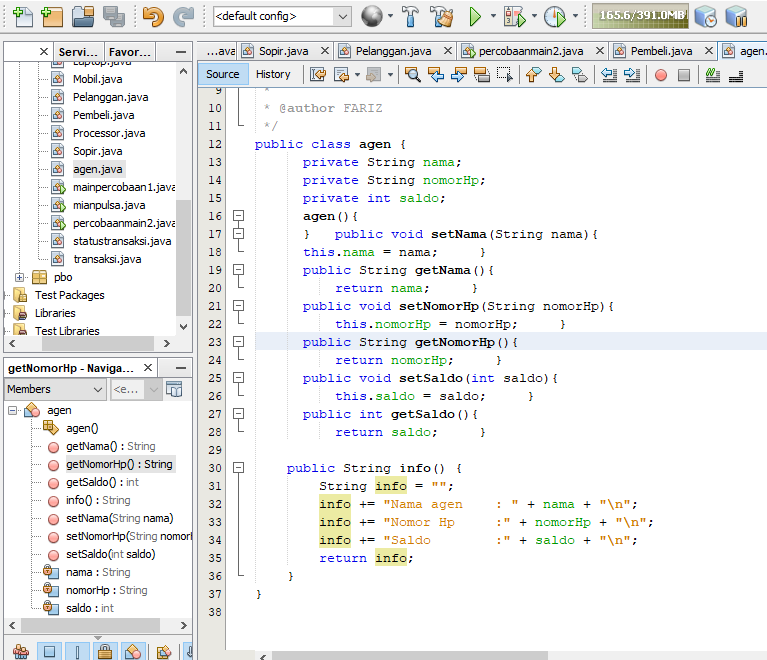 <default config>
165.6/391.0MB
Servi...
Favor...
...ava
Sopir.java
Pelanggan.java
percobaanmain2.java
Pembeli.java
agen.
Source
History
Laptop.java
Mobil.java
Pelanggan.java
Pembeli.java
Processor.java
Sopir.java
agen.java
mainpercobaan1.java
mianpulsa.java
percobaanmain2.java
statustransaksi.java
transaksi.java
pbo
Test Packages
Libraries
Test Libraries
getNomorHp - Naviga...
Members
<e...
agen
agen()
getNama() : String
getNomorHp() : String
getSaldo() : int
info() : String
setNama(String nama)
setNomorHp(String nomorH
setSaldo(int saldo)
nama : String
nomorHp : String
saldo : int
9 *
10 * @author FARIZ
11 */
12 public class agen {
13 private String nama;
14 private String nomorHp;
15 private int saldo;
16 agen(){
17 } public void setNama(String nama){
18 this.nama = nama; }
19 public String getNama(){
20 return nama; }
21 public void setNomorHp(String nomorHp){
22 this.nomorHp = nomorHp; }
23 public String getNomorHp(){
24 return nomorHp; }
25 public void setSaldo(int saldo){
26 this.saldo = saldo; }
27 public int getSaldo(){
28 return saldo; }
29
30 public String info() {
31 String info = "";
32 info += "Nama agen : " + nama + "\n";
33 info += "Nomor Hp :" + nomorHp + "\n";
34 info += "Saldo :" + saldo + "\n";
35 return info;
36 }
37 }
38